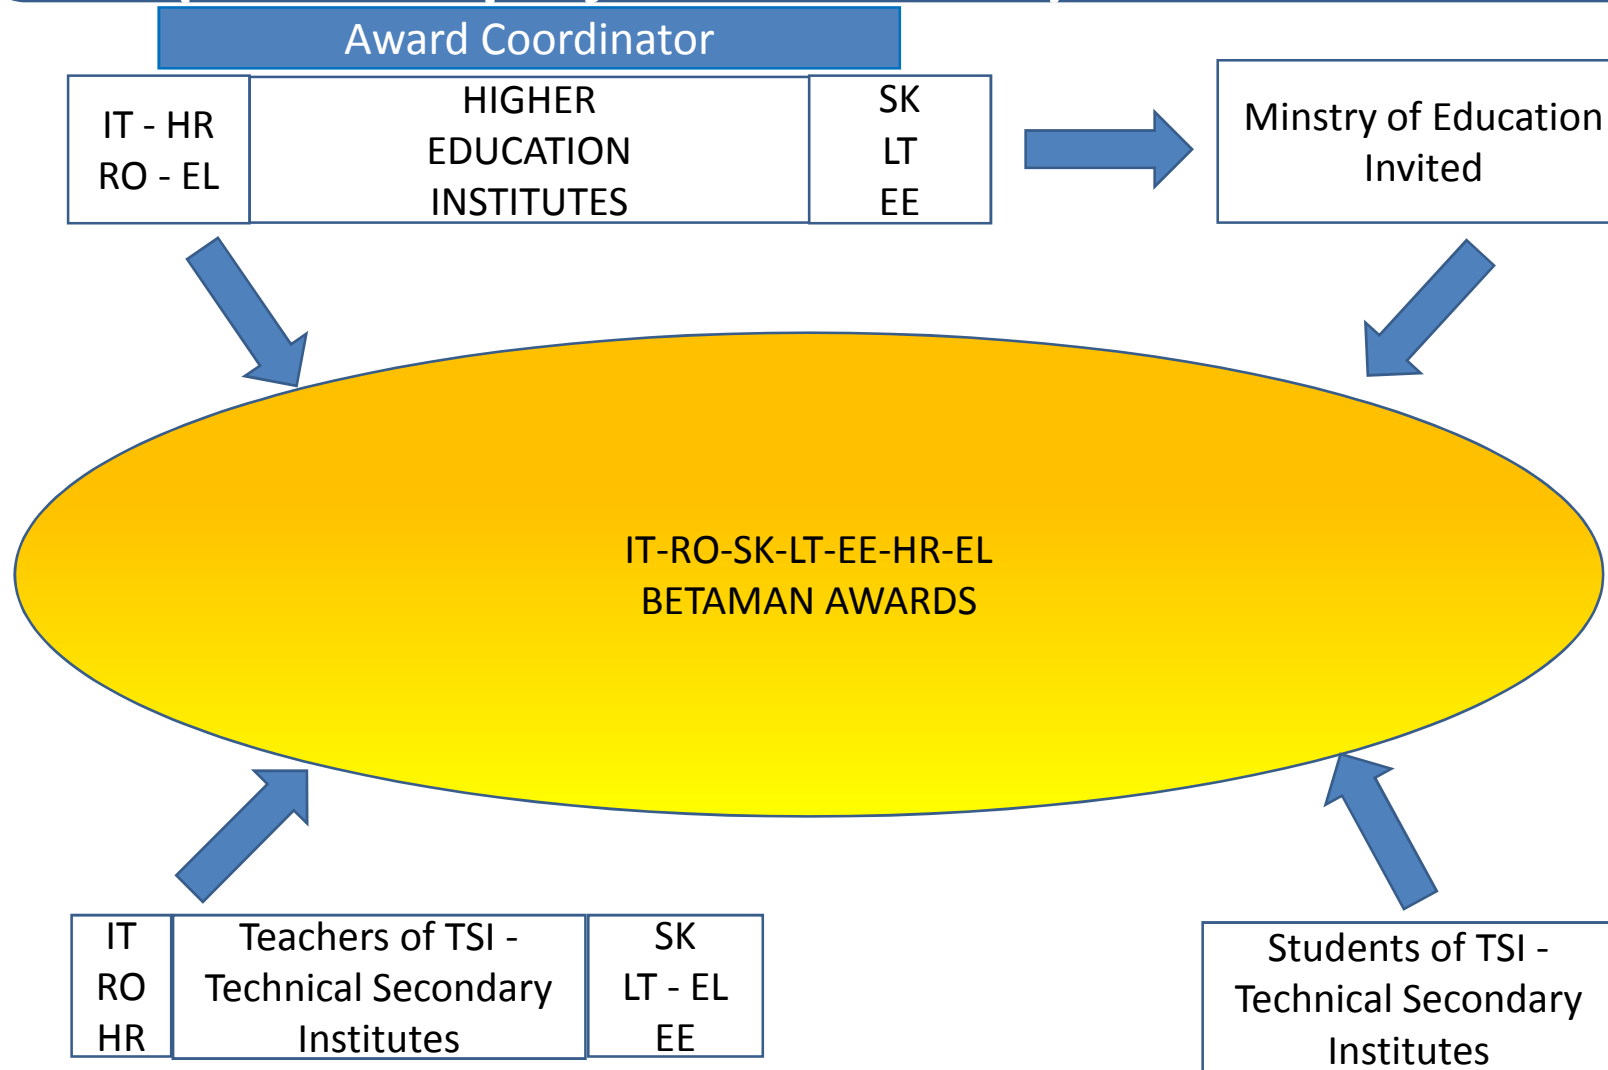 Award Coordinator
IT - HR
RO - EL
HIGHER
EDUCATION
INSTITUTES
SK
LT
EE
Minstry of Education
Invited
IT-RO-SK-LT-EE-HR-EL
BETAMAN AWARDS
IT
RO
HR
Teachers of TSI -
Technical Secondary
Institutes
SK
LT - EL
EE
Students of TSI -
Technical Secondary
Institutes